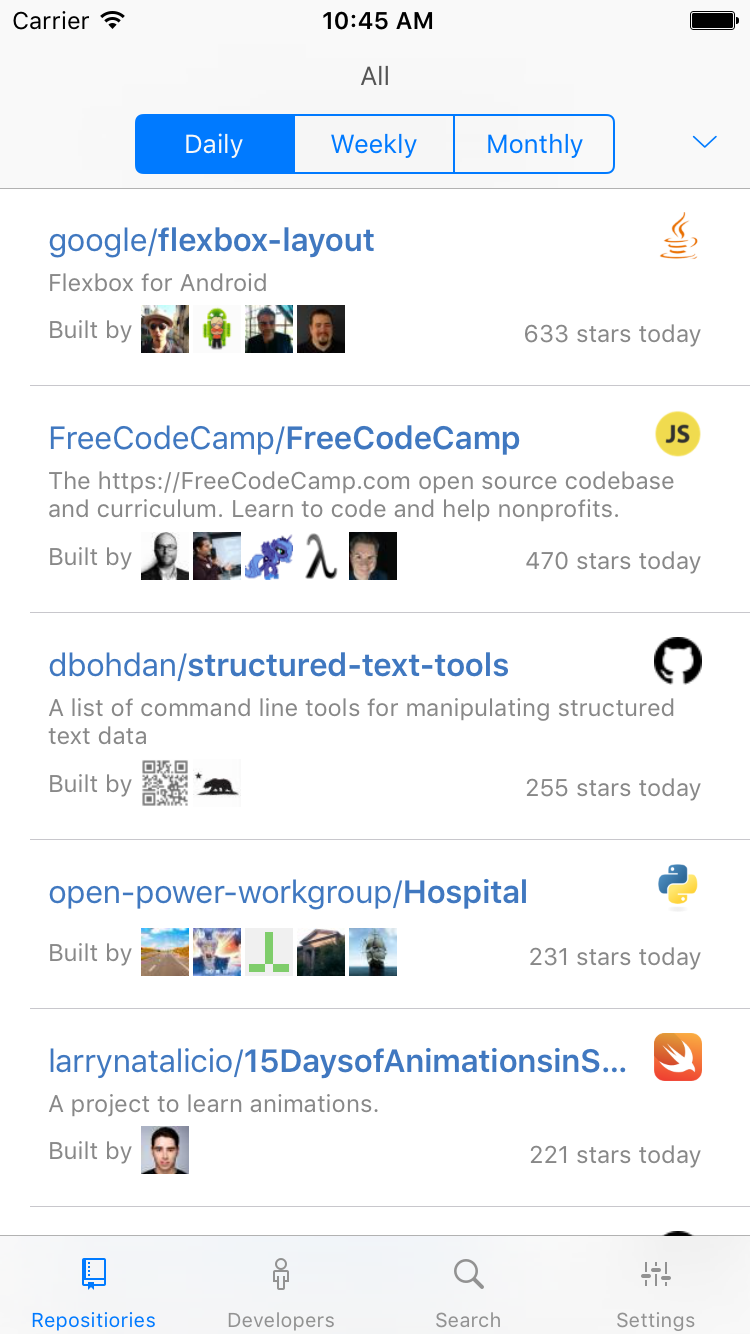 Carrier 10:45 AM
All
Daily Weekly Monthly
google/flexbox-layout
Flexbox for Android
Built by 633 stars today
FreeCodeCamp/FreeCodeCamp
JS
The https://FreeCodeCamp.com open source codebase
and curriculum. Learn to code and help nonprofits.
Built by λ 470 stars today
dbohdan/structured-text-tools
A list of command line tools for manipulating structured
text data
Built by 255 stars today
open-power-workgroup/Hospital
Built by 231 stars today
larrynatalicio/15DaysofAnimationsinS...
A project to learn animations.
Built by 221 stars today
Repositiories Developers Search Settings